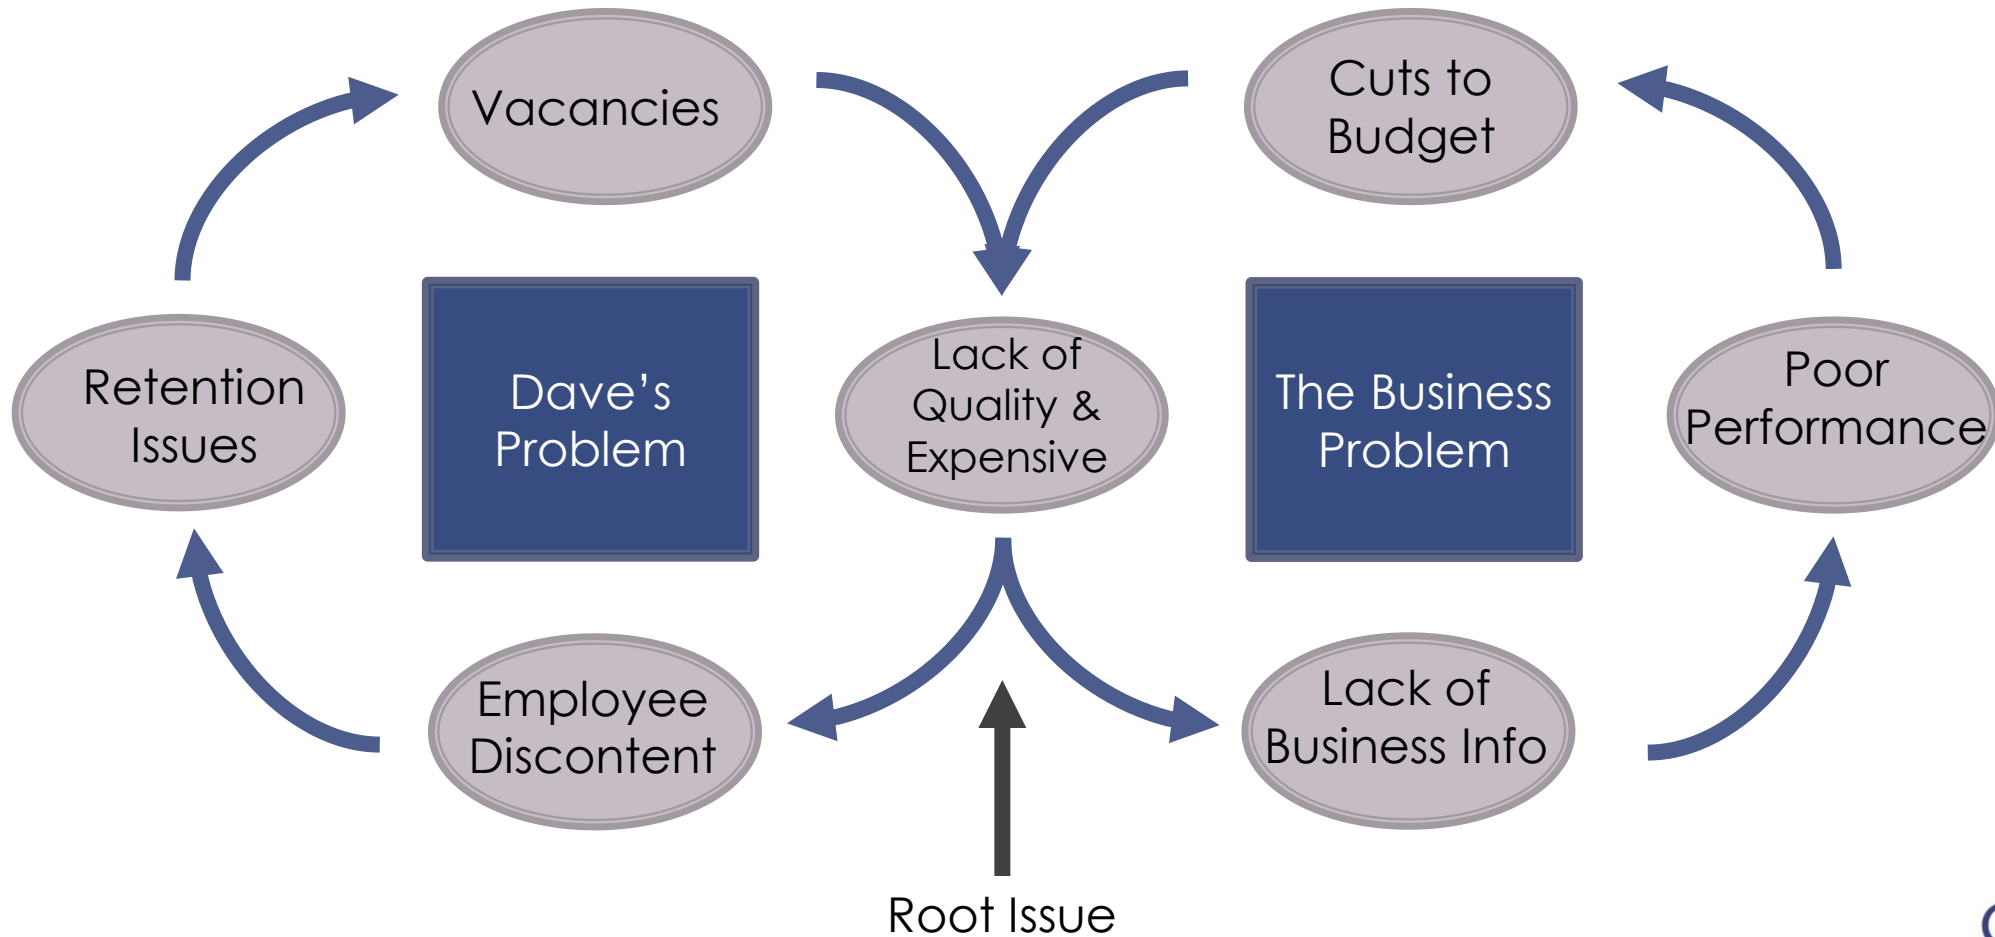 Vacancies
Cuts to
Budget
Retention
Issues
Dave’s
Problem
Lack of
Quality &
Expensive
The Business
Problem
Poor
Performance
Employee
Discontent
Lack of
Business Info
Root Issue